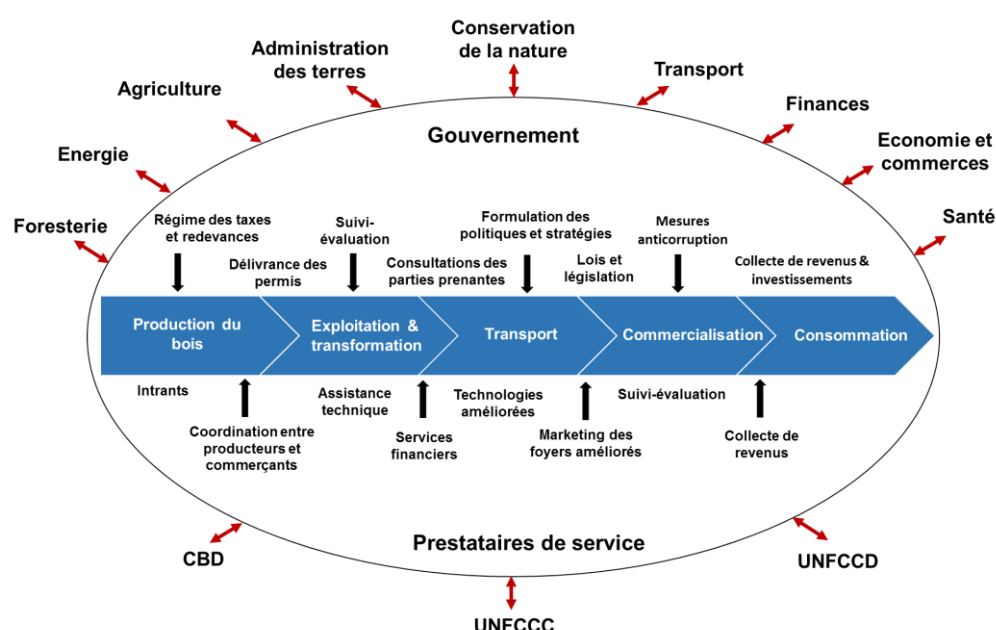 Conservation
de la nature
Administration
des terres
Transport
Agriculture
Finances
Gouvernement
Economie et
commerces
Energie
Foresterie
Santé
Régime des taxes
et redevances
Suivi-
évaluation
Formulation des
politiques et stratégies
Mesures
anticorruption
Délivrance des
permis
Consultations des
parties prenantes
Lois et
législation
Collecte de revenus &
investissements
Production du
bois
Exploitation &
transformation
Transport
Commercialisation
Consommation
Intrants
Assistance
technique
Technologies
améliorées
Suivi-évaluation
Coordination entre
producteurs et
commerçants
Services
financiers
Marketing des
foyers améliorés
Collecte de
revenus
Prestataires de service
CBD
UNFCCD
UNFCCC